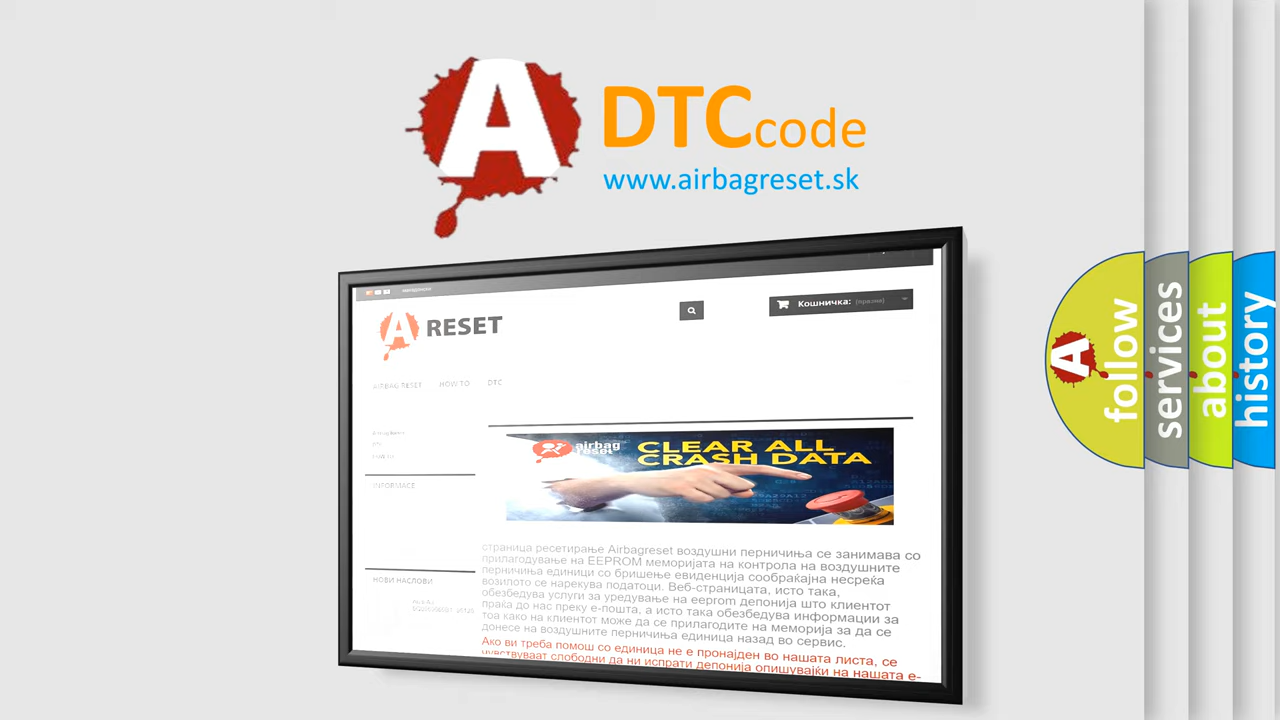 A
DTC code
www.airbagreset.sk
A RESET
Кошничка: (празно)
AIRBAG RESET HOW TO DTC
INFORMACE
НОВИ НАСЛОВИ
airbag
reset
CLEAR ALL
CRASH DATA
страница ресетирање Airbagreset воздушни перничиња се занимава со
прилагодување на EEPROM меморијата на контрола на воздушните
перничиња единици со бришење евиденција сообраќајна несреќа
возилото се нарекува податоци. Веб-страницата, исто така,
обезбедува услуги за уредување на eeprom депонија што клиентот
праќа до нас преку е-пошта, а исто така обезбедува информации за
тоа како на клиентот може да се прилагодите на меморија за да се
донесе на воздушните перничиња единица назад во сервис.
Ако ви треба помош со единица не е пронајден во нашата листа, се
чувствуваат слободни да ни испрати депонија опишувајќи на нашата е-
A
follow
services
about
history